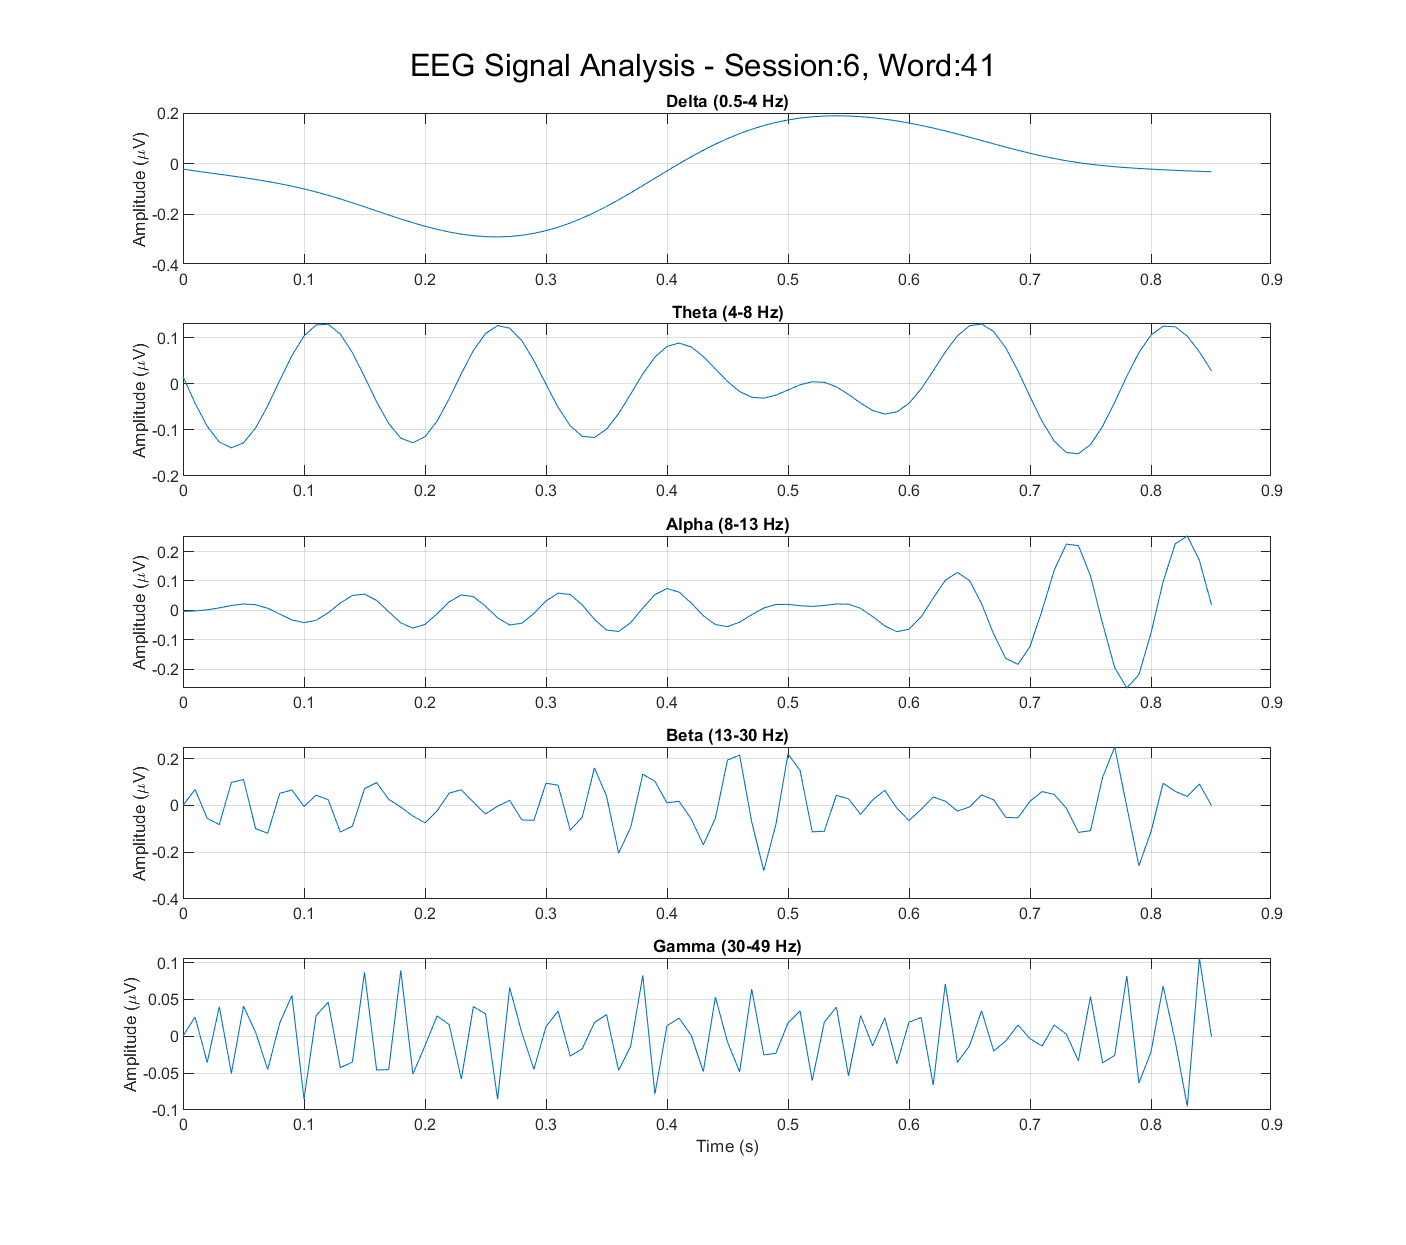 EEG Signal Analysis - Session:6, Word:41
Delta (0.5-4 Hz)
Amplitude (μV)
0.2
0
-0.2
-0.4
0 0.1 0.2 0.3 0.4 0.5 0.6 0.7 0.8 0.9
Theta (4-8 Hz)
Amplitude (μV)
0.1
0
-0.1
-0.2
0 0.1 0.2 0.3 0.4 0.5 0.6 0.7 0.8 0.9
Alpha (8-13 Hz)
Amplitude (μV)
0.2
0.1
0
-0.1
-0.2
0 0.1 0.2 0.3 0.4 0.5 0.6 0.7 0.8 0.9
Beta (13-30 Hz)
Amplitude (μV)
0.2
0
-0.2
-0.4
0 0.1 0.2 0.3 0.4 0.5 0.6 0.7 0.8 0.9
Gamma (30-49 Hz)
Amplitude (μV)
0.1
0.05
0
-0.05
-0.1
0 0.1 0.2 0.3 0.4 0.5 0.6 0.7 0.8 0.9
Time (s)